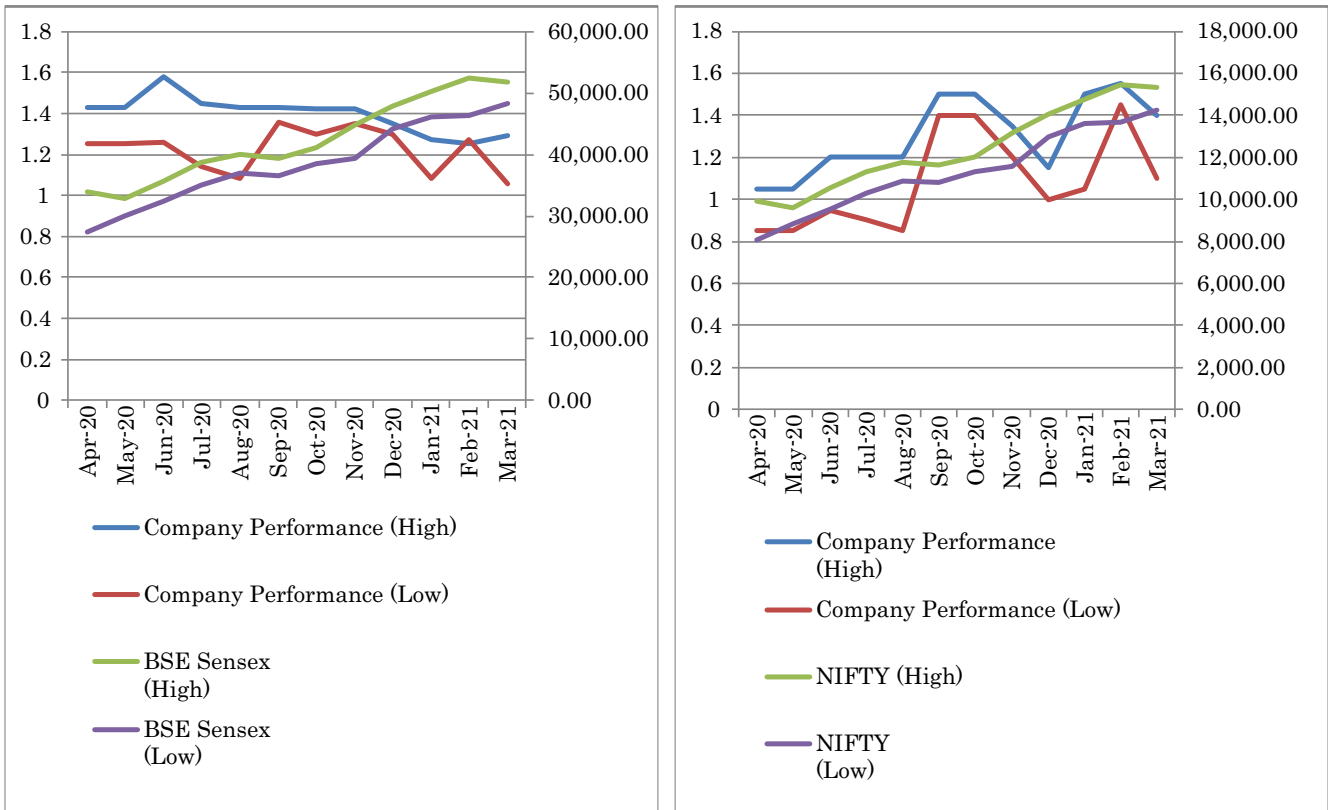 1.8
1.6
1.4
1.2
1
0.8
0.6
0.4
0.2
0
60,000.00
50,000.00
40,000.00
30,000.00
20,000.00
10,000.00
0.00
Apr-20
May-20
Jun-20
Jul-20
Aug-20
Sep-20
Oct-20
Nov-20
Dec-20
Jan-21
Feb-21
Mar-21
Company Performance (High)
Company Performance (Low)
BSE Sensex
(High)
BSE Sensex
(Low)
1.8
1.6
1.4
1.2
1
0.8
0.6
0.4
0.2
0
18,000.00
16,000.00
14,000.00
12,000.00
10,000.00
8,000.00
6,000.00
4,000.00
2,000.00
0.00
Apr-20
May-20
Jun-20
Jul-20
Aug-20
Sep-20
Oct-20
Nov-20
Dec-20
Jan-21
Feb-21
Mar-21
Company Performance
(High)
Company Performance (Low)
NIFTY (High)
NIFTY
(Low)